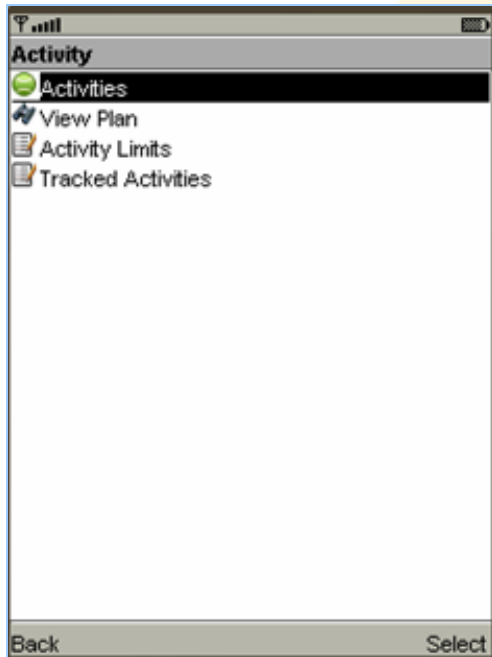 Activity
Activities
View Plan
Activity Limits
Tracked Activities
Back Select